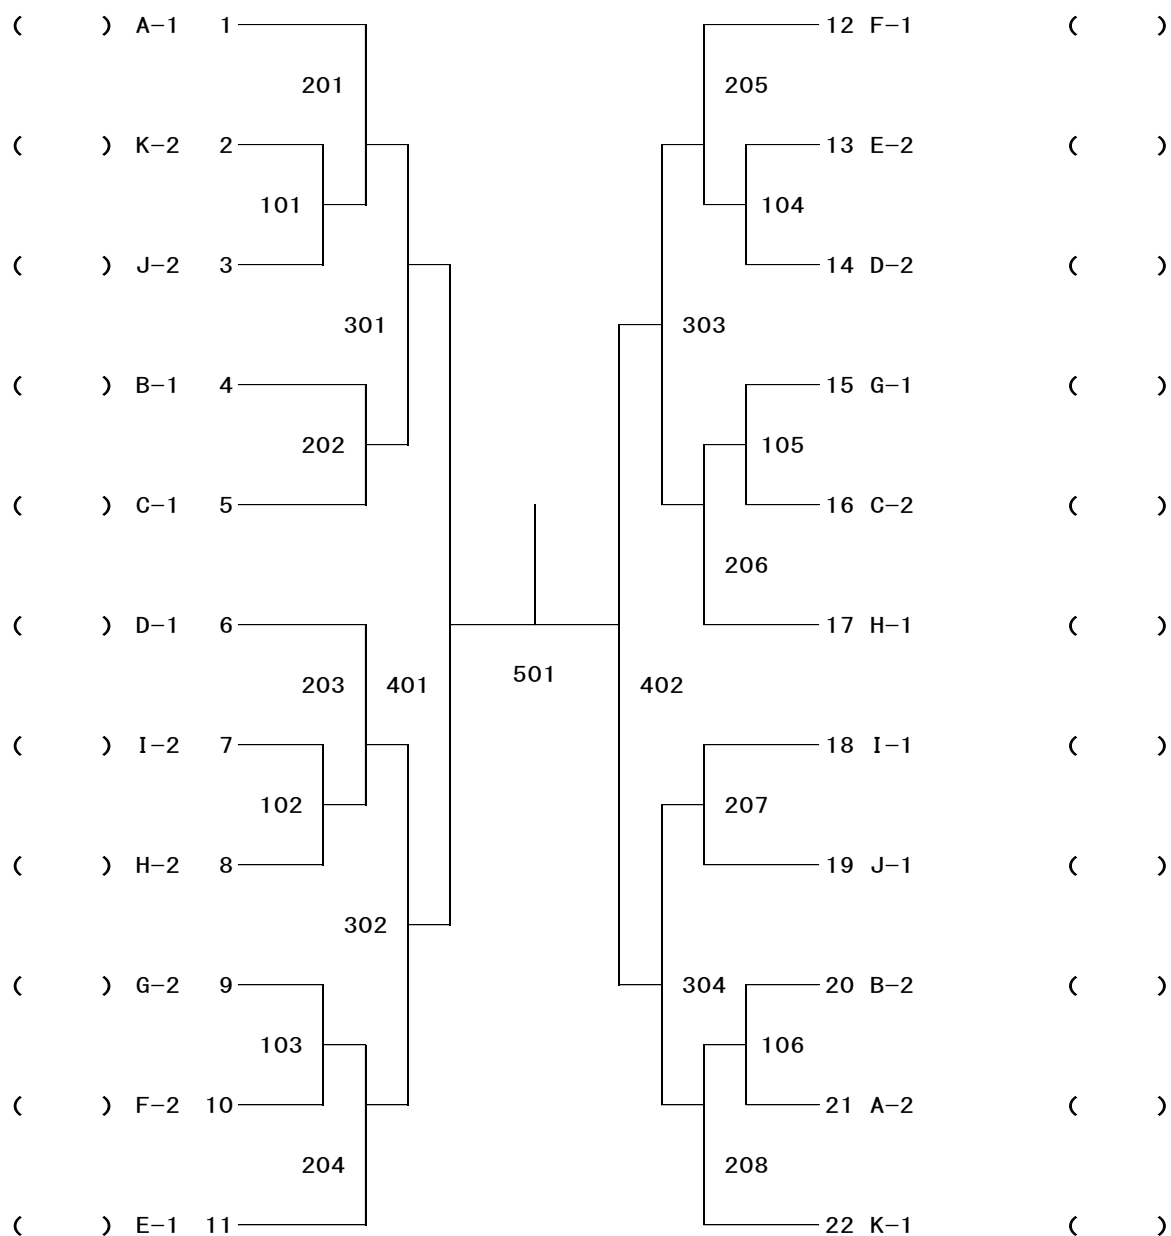 ( ) A-1 1 12 F-1 ( )
201 205
( ) K-2 2 13 E-2 ( )
101 104
( ) J-2 3 14 D-2 ( )
301 303
( ) B-1 4 15 G-1 ( )
202 105
( ) C-1 5 16 C-2 ( )
206
( ) D-1 6 17 H-1 ( )
501
203 401 402
( ) I-2 7 18 I-1 ( )
102 207
( ) H-2 8 19 J-1 ( )
302
( ) G-2 9 304 20 B-2 ( )
103 106
( ) F-2 10 21 A-2 ( )
204 208
( ) E-1 11 22 K-1 ( )